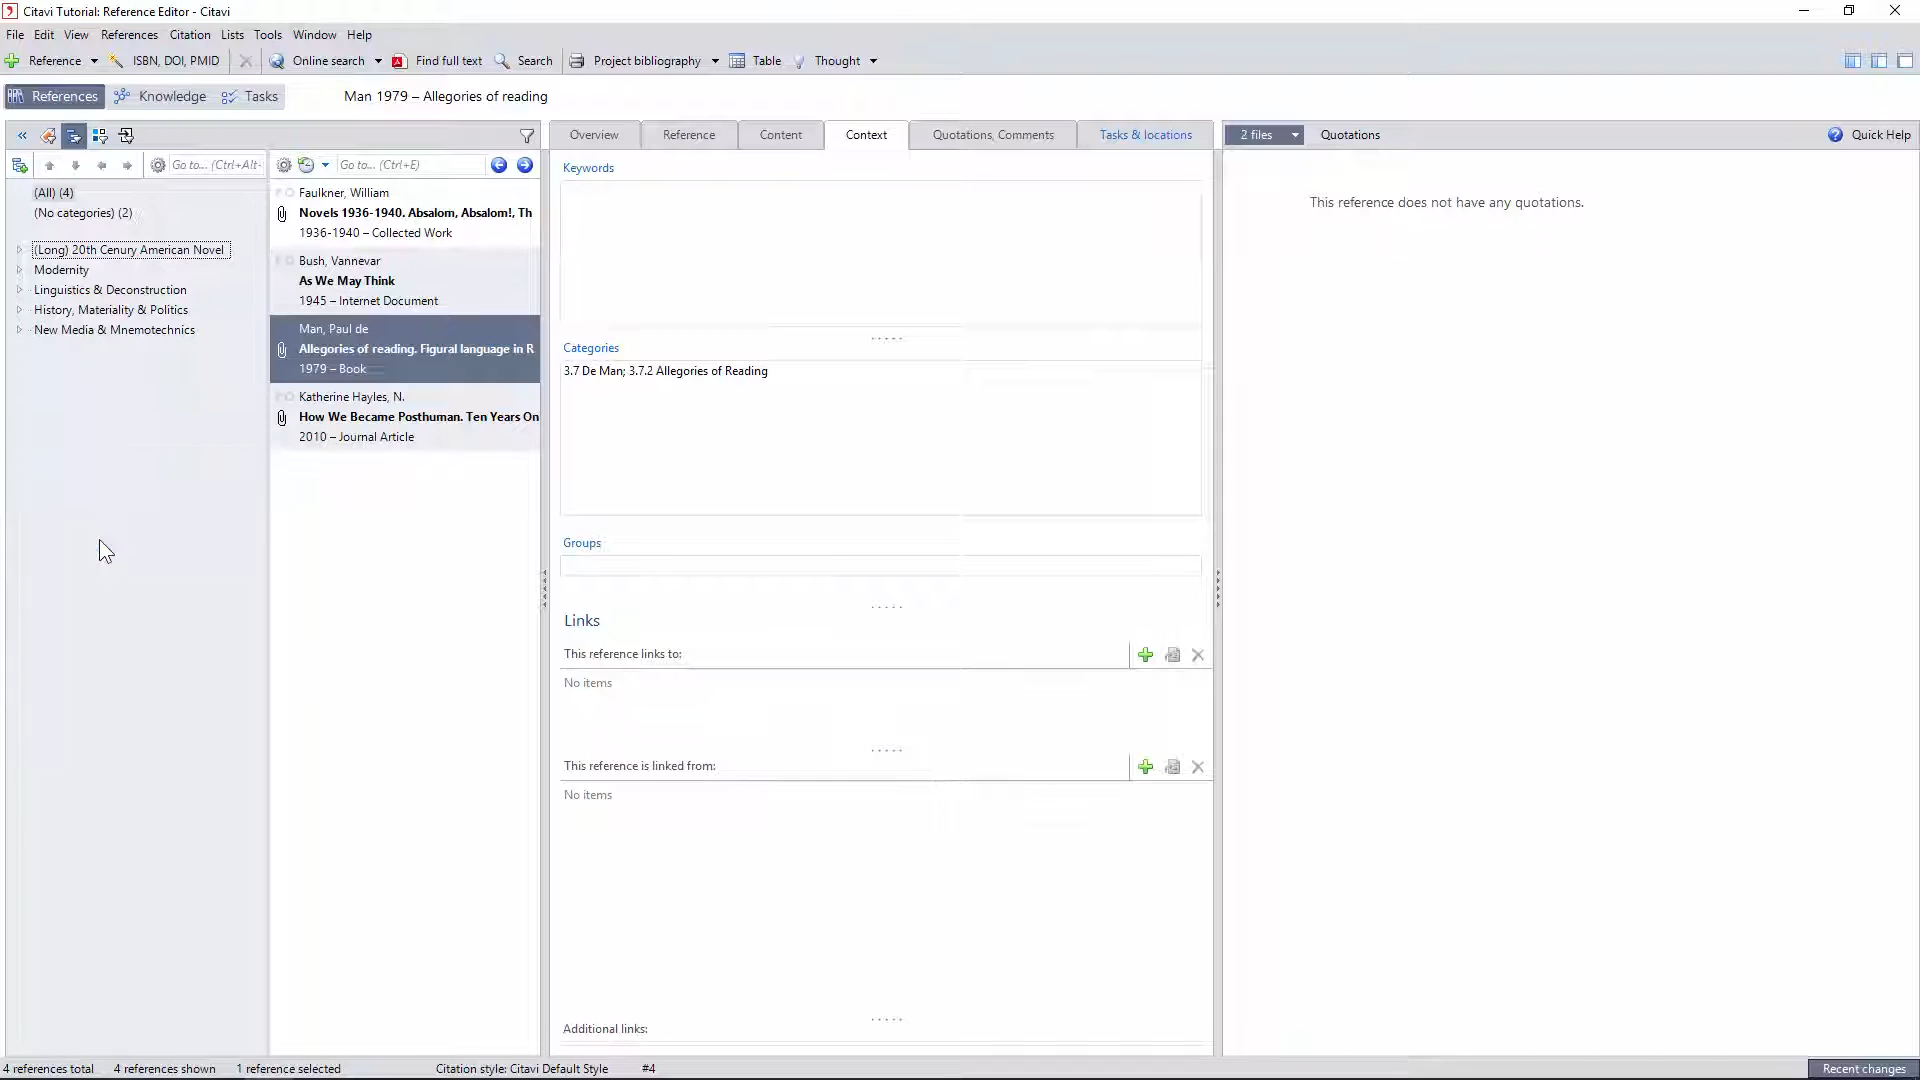 Citavi Tutorial: Reference Editor - Citavi
File Edit View References Citation Lists Tools Window Help
Reference ISBN, DOI, PMID Online search Find full text Search Project bibliography Table Thought
References Knowledge Tasks Man 1979 – Allegories of reading
Overview Reference Content Context Quotations, Comments Tasks & locations 2 files Quotations Quick Help
Go to... (Ctrl+Alt- Go to... (Ctrl+E)
(All) (4)
(No categories) (2)
(Long) 20th Cenury American Novel
Modernity
Linguistics & Deconstruction
History, Materiality & Politics
New Media & Mnemotechnics
Faulkner, William
Novels 1936-1940. Absalom, Absalom!, Th
1936-1940 – Collected Work
Bush, Vannevar
As We May Think
1945 – Internet Document
Man, Paul de
Allegories of reading. Figural language in R
1979 – Book
Katherine Hayles, N.
How We Became Posthuman. Ten Years On
2010 – Journal Article
Keywords
Categories
3.7 De Man; 3.7.2 Allegories of Reading
Groups
Links
This reference links to:
No items
This reference is linked from:
No items
Additional links:
This reference does not have any quotations.
4 references total 4 references shown 1 reference selected Citation style: Citavi Default Style #4 Recent changes